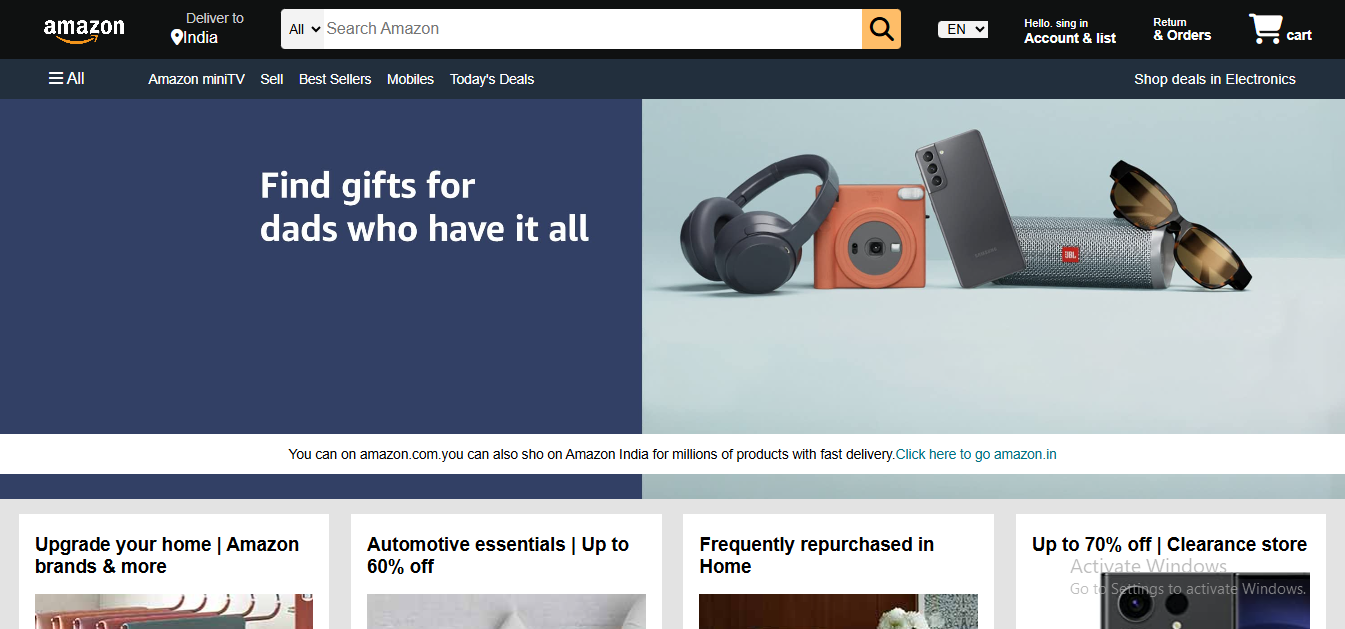 amazon
Deliver to
India
All
Search Amazon
EN
Hello. sing in
Account & list
Return
& Orders
cart
All
Amazon miniTV
Sell
Best Sellers
Mobiles
Today's Deals
Shop deals in Electronics
Find gifts for
dads who have it all
SAMSUNG
JBL
You can on amazon.com.you can also sho on Amazon India for millions of products with fast delivery.Click here to go amazon.in
Upgrade your home | Amazon
brands & more
Automotive essentials | Up to
60% off
Frequently repurchased in
Home
Up to 70% off | Clearance store
Activate Windows
Go to Settings to activate Windows.